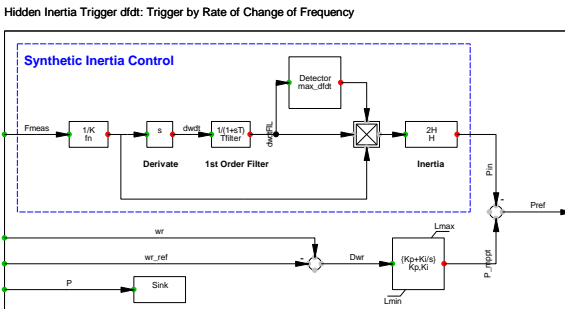 Hidden Inertia Trigger dfdt: Trigger by Rate of Change of Frequency
Synthetic Inertia Control
Detector
max_dfdt
Fmeas
1/K
fn
s
dwdt
1/(1+sT)
Tfilter
2H
H
Derivate
1st Order Filter
Inertia
Pin
-
Pref
wr
Lmax
wr_ref
-
Dwr
{Kp+Ki/s}
Kp,Ki
P_mppt
P
Sink
Lmin